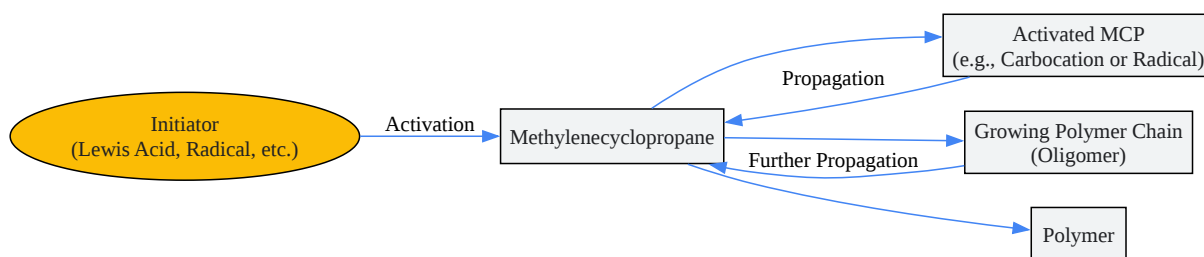 Initiator
(Lewis Acid, Radical, etc.)
Activation
Methylenecyclopropane
Activated MCP
(e.g., Carbocation or Radical)
Propagation
Growing Polymer Chain
(Oligomer)
Further Propagation
Polymer